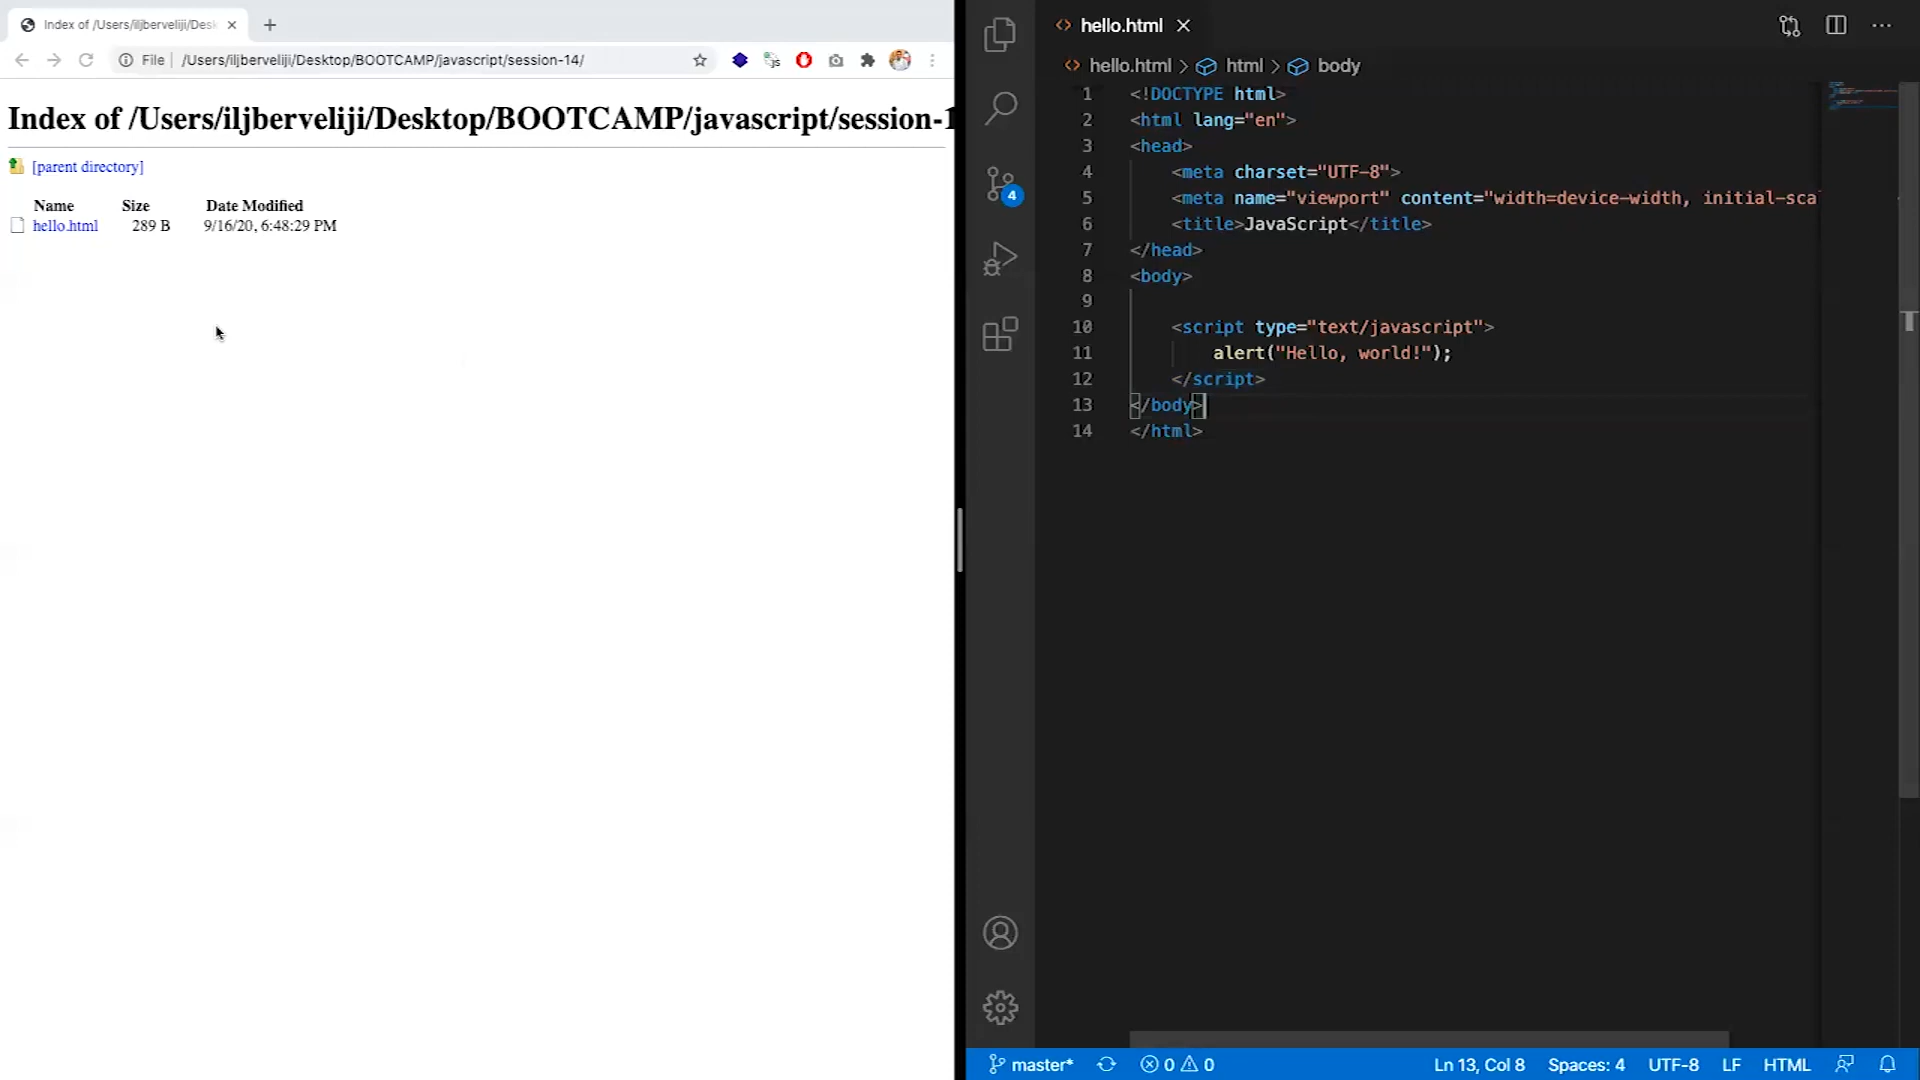 Index of /Users/iljberveliji/Desk
File
/Users/iljberveliji/Desktop/BOOTCAMP/javascript/session-14/
Index of /Users/iljberveliji/Desktop/BOOTCAMP/javascript/session-1
[parent directory]
Name Size Date Modified
hello.html 289 B 9/16/20, 6:48:29 PM
hello.html
hello.html > html > body
4
1 <!DOCTYPE html>
2 <html lang="en">
3 <head>
4 <meta charset="UTF-8">
5 <meta name="viewport" content="width=device-width, initial-sca
6 <title>JavaScript</title>
7 </head>
8 <body>
9
10 <script type="text/javascript">
11 alert("Hello, world!");
12 </script>
13 </body>
14 </html>
master* 0 0 Ln 13, Col 8 Spaces: 4 UTF-8 LF HTML